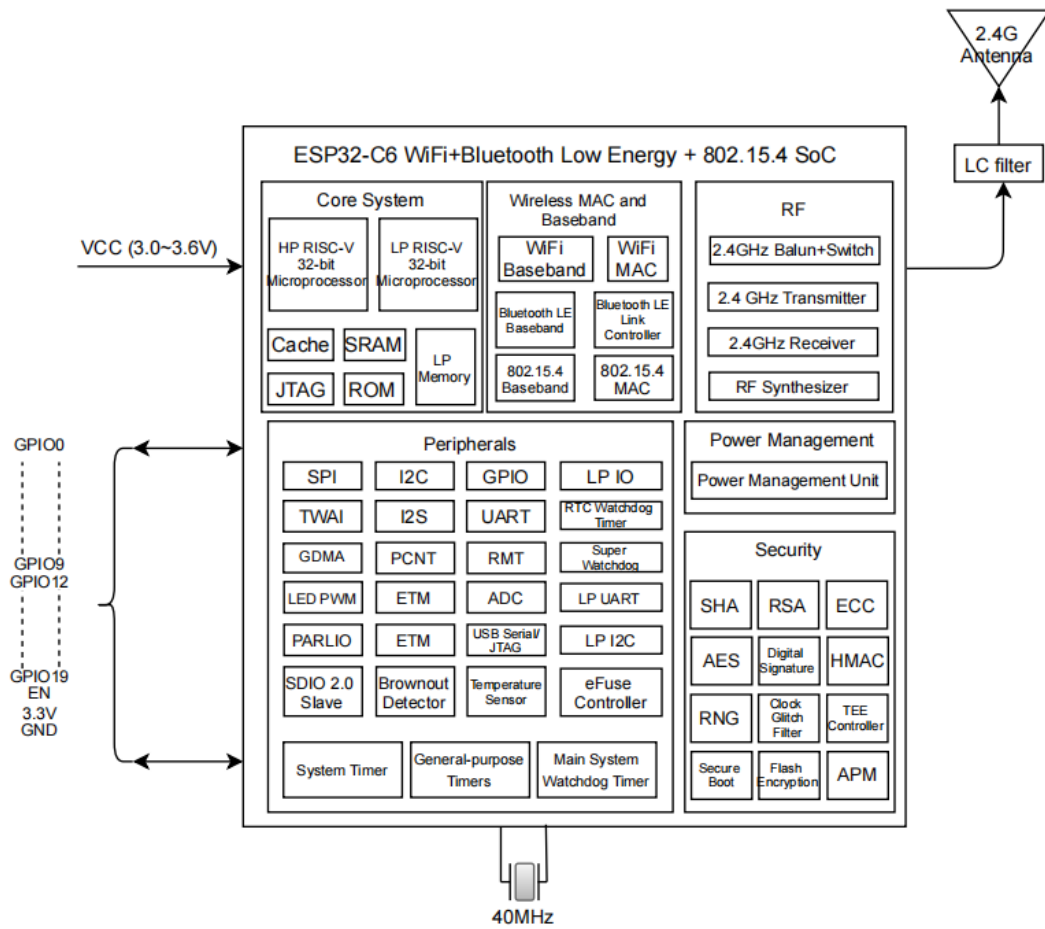 2.4G
Antenna
LC filter
ESP32-C6 WiFi+Bluetooth Low Energy + 802.15.4 SoC
VCC (3.0~3.6V)
Core System
HP RISC-V
32-bit
Microprocessor
LP RISC-V
32-bit
Microprocessor
Cache
SRAM
LP
Memory
JTAG
ROM
Wireless MAC and
Baseband
WiFi
Baseband
WiFi
MAC
Bluetooth LE
Baseband
Bluetooth LE
Link
Controller
802.15.4
Baseband
802.15.4
MAC
RF
2.4GHz Balun+Switch
2.4 GHz Transmitter
2.4GHz Receiver
RF Synthesizer
GPIO0
GPIO9
GPIO12
GPIO19
EN
3.3V
GND
Peripherals
SPI
I2C
GPIO
LP IO
TWAI
I2S
UART
RTC Watchdog
Timer
GDMA
PCNT
RMT
Super
Watchdog
LED PWM
ETM
ADC
LP UART
PARLIO
ETM
USB Serial/
JTAG
LP I2C
SDIO 2.0
Slave
Brownout
Detector
Temperature
Sensor
eFuse
Controller
System Timer
General-purpose
Timers
Main System
Watchdog Timer
Power Management
Power Management Unit
Security
SHA
RSA
ECC
AES
Digital
Signature
HMAC
RNG
Clock
Glitch
Filter
TEE
Controller
Secure
Boot
Flash
Encryption
APM
40MHz